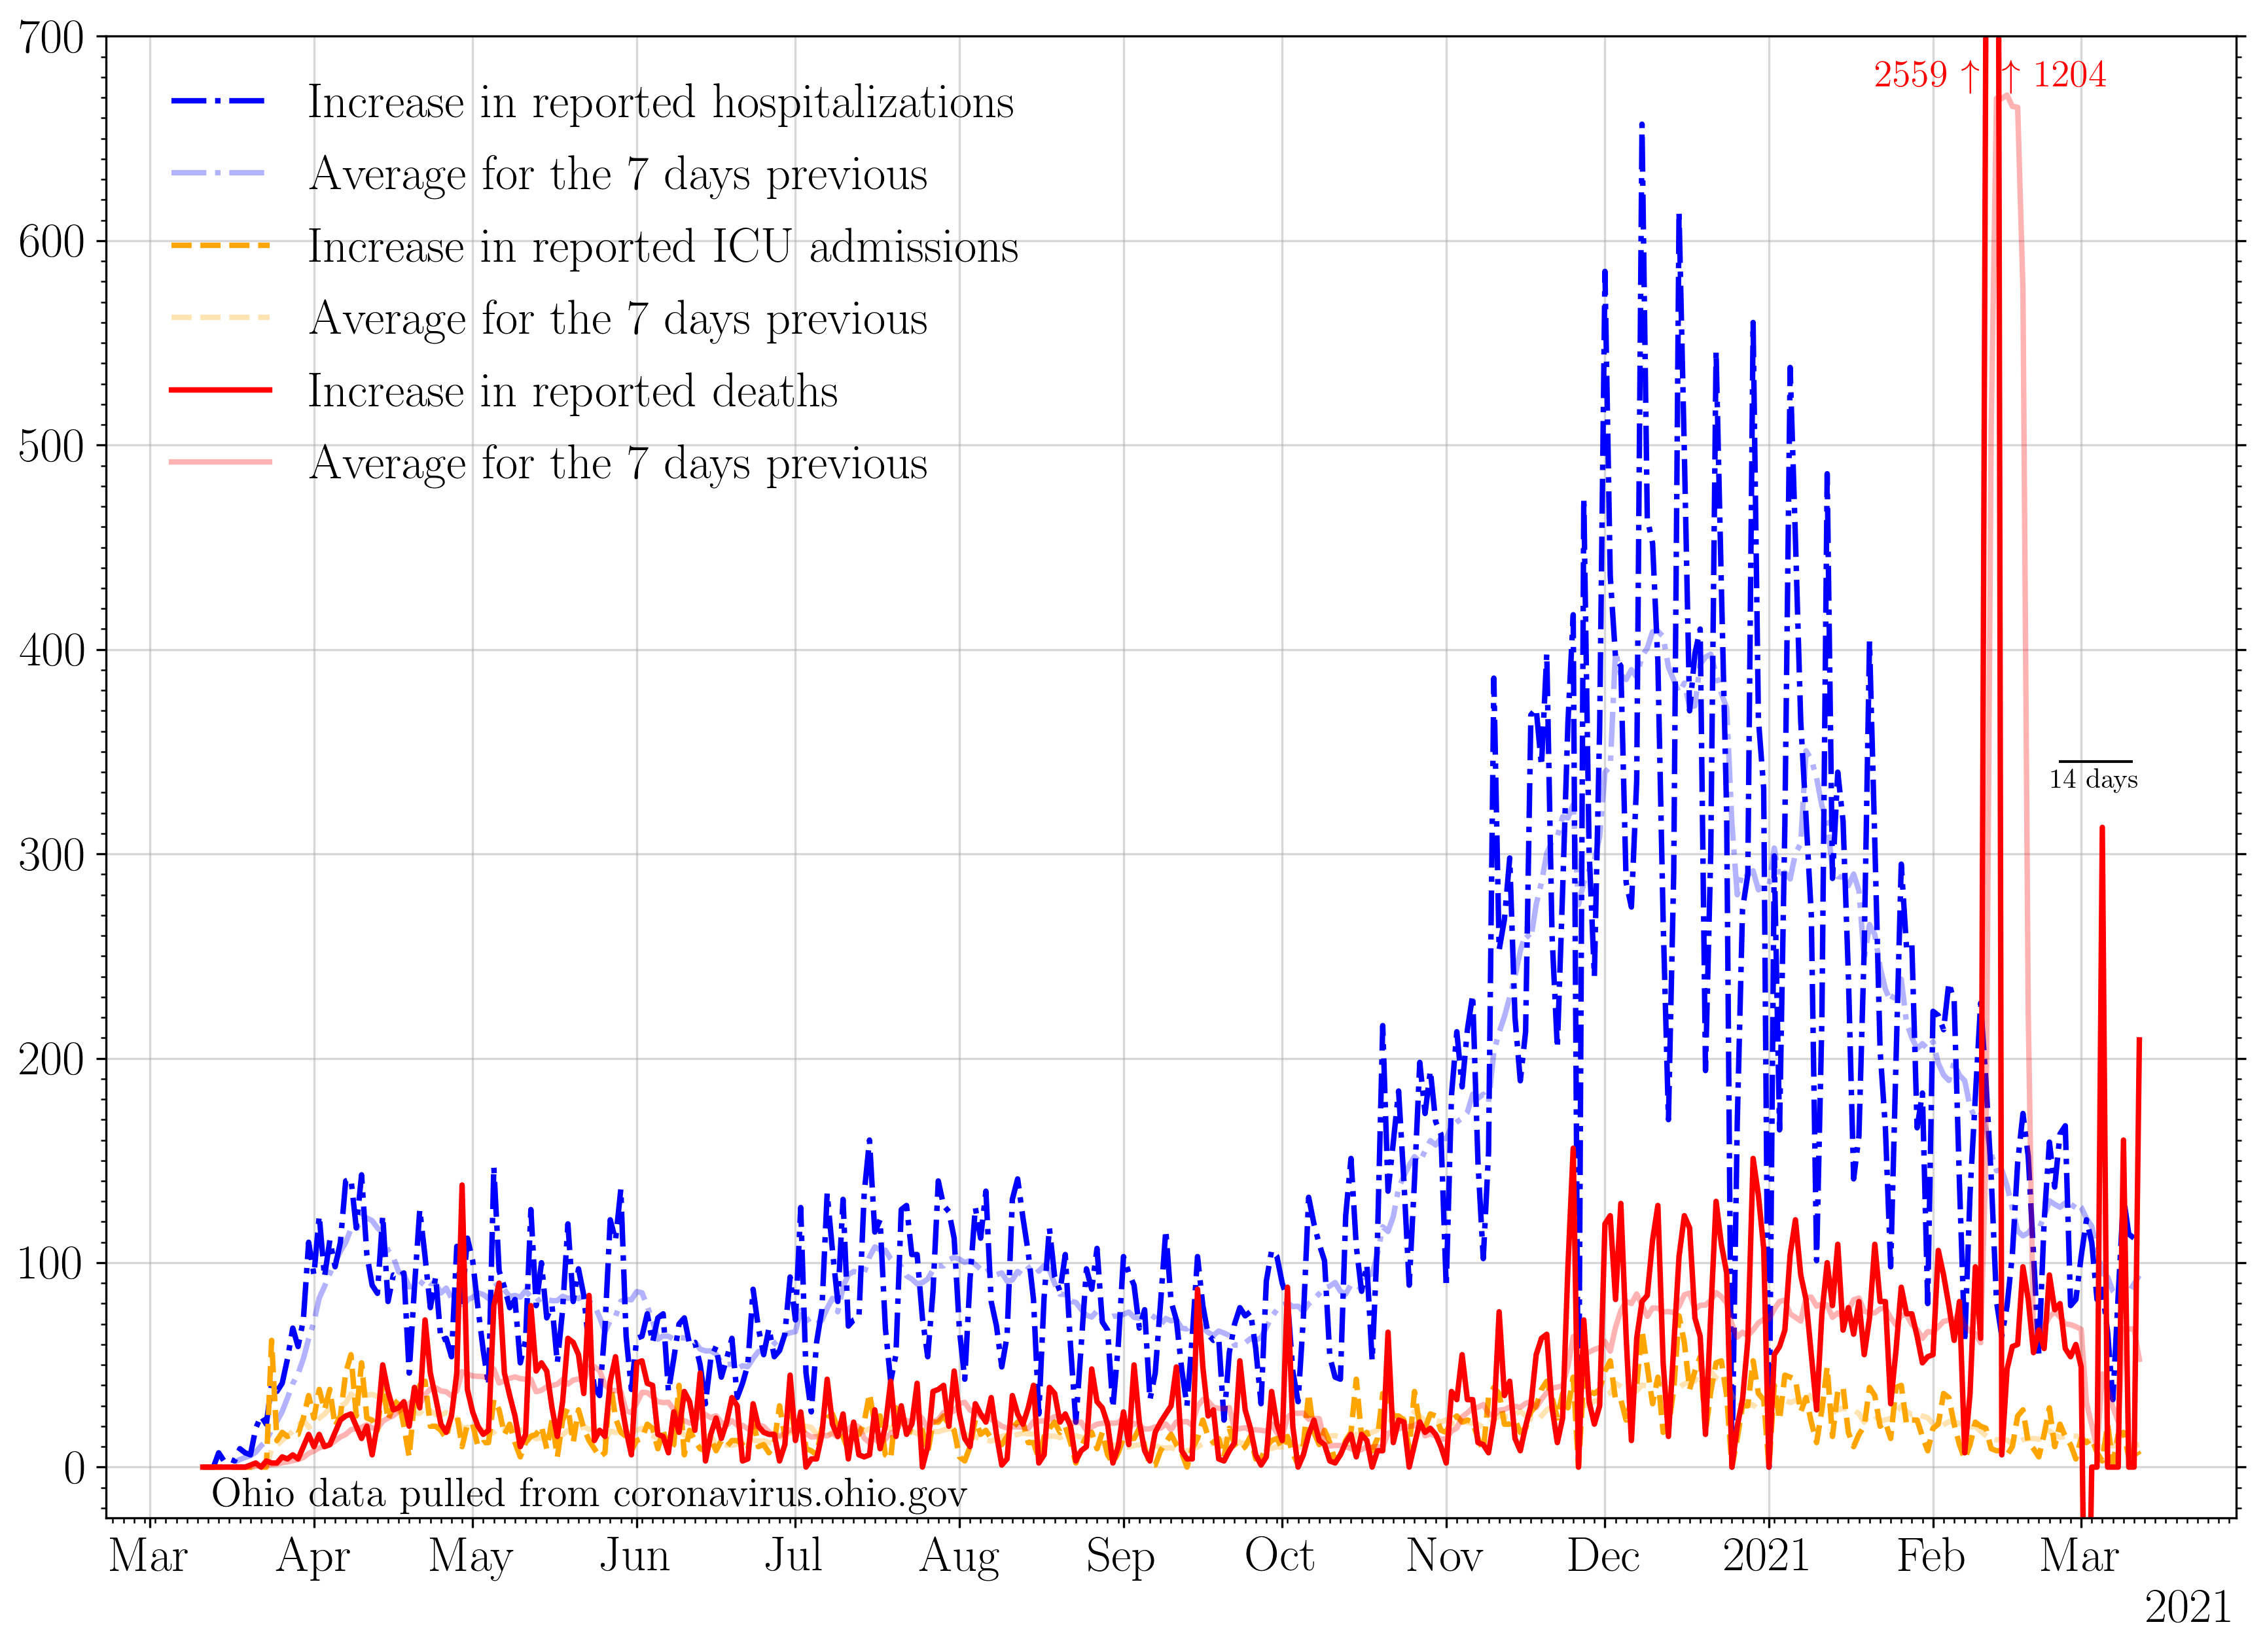 700
2559 ↑ ↑ 1204
Increase in reported hospitalizations
Average for the 7 days previous
600
Increase in reported ICU admissions
Average for the 7 days previous
Increase in reported deaths
500
Average for the 7 days previous
400
14 days
300
200
100
0
Ohio data pulled from coronavirus.ohio.gov
Mar Apr May Jun Jul Aug Sep Oct Nov Dec 2021 Feb Mar
2021